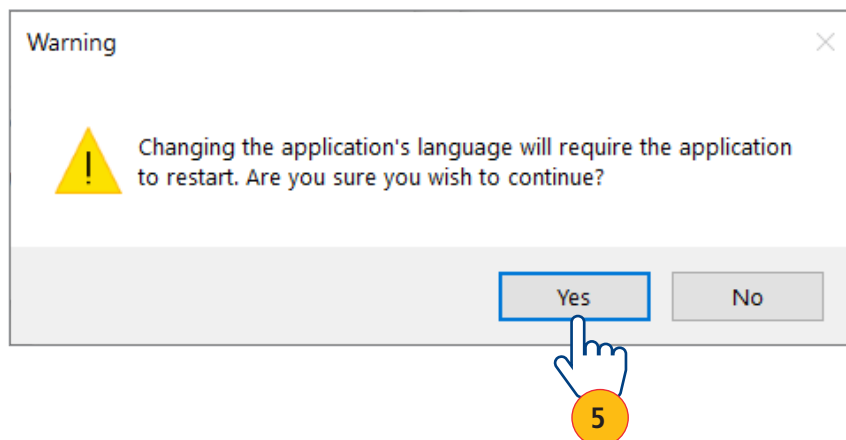 Warning
Changing the application's language will require the application
to restart. Are you sure you wish to continue?
Yes
No
5